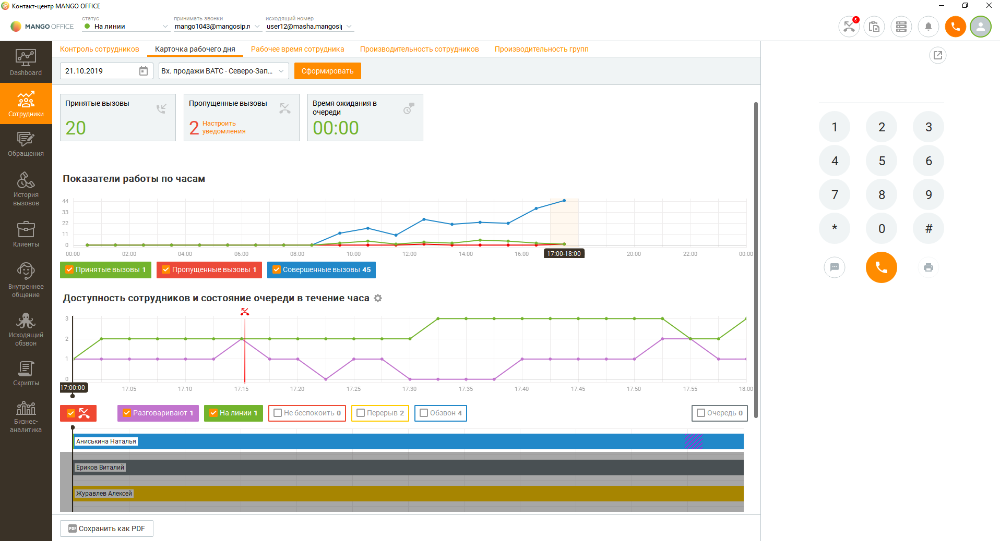 Контакт-центр MANGO OFFICE
MANGO OFFICE
статус
На линии
принимать звонки
mango1043@mangosip.ru
исходящий номер
user12@masha.mangosip
5
Dashboard
Сотрудники
Обращения
История
вызовов
Клиенты
Внутреннее
общение
Исходящий
обзвон
Скрипты
Бизнес-
аналитика
Контроль сотрудников
Карточка рабочего дня
Рабочее время сотрудника
Производительность сотрудников
Производительность групп
21.10.2019
Вх. продажи ВАТС - Северо-Зап...
Сформировать
Принятые вызовы
20
Пропущенные вызовы
2
Настроить
уведомления
Время ожидания в
очереди
00:00
Показатели работы по часам
44
33
22
11
0
00:00 02:00 04:00 06:00 08:00 10:00 12:00 14:00 16:00 17:00-18:00 20:00 22:00 00:00
Принятые вызовы 1
Пропущенные вызовы 1
Совершенные вызовы 45
Доступность сотрудников и состояние очереди в течение часа
3
2
1
0
17:00:00 17:05 17:10 17:15 17:20 17:25 17:30 17:35 17:40 17:45 17:50 17:55 18:00
Разговаривают 1
На линии 1
Не беспокоить 0
Перерыв 2
Обзвон 4
Очередь 0
Аниськина Наталья
Ериков Виталий
Журавлев Алексей
PDF Сохранить как PDF
1 2 3
4 5 6
7 8 9
* 0 #